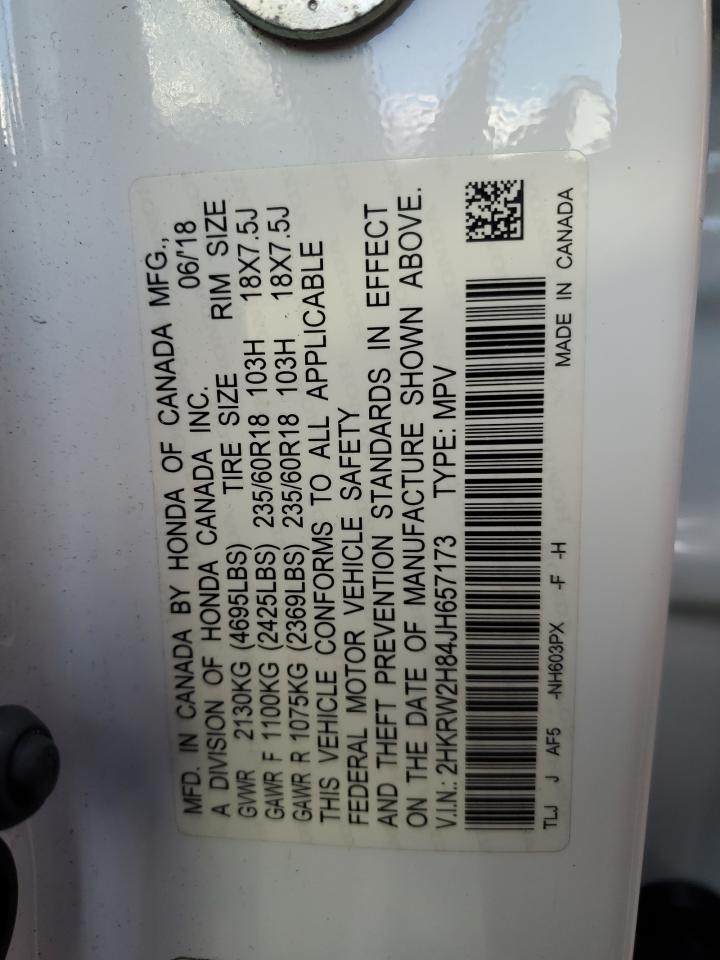 MFD. IN CANADA BY HONDA OF CANADA MFG.,
A DIVISION OF HONDA CANADA INC. 06/'18
GVWR 2130KG (4695LBS) TIRE SIZE RIM SIZE
GAWR F 1100KG (2425LBS) 235/60R18 103H 18X7.5J
GAWR R 1075KG (2369LBS) 235/60R18 103H 18X7.5J
THIS VEHICLE CONFORMS TO ALL APPLICABLE
FEDERAL MOTOR VEHICLE SAFETY
AND THEFT PREVENTION STANDARDS IN EFFECT
ON THE DATE OF MANUFACTURE SHOWN ABOVE.
V.I.N.: 2HKRW2H84JH657173 TYPE: MPV
TLJ J AF5 -NH603PX -F -H MADE IN CANADA